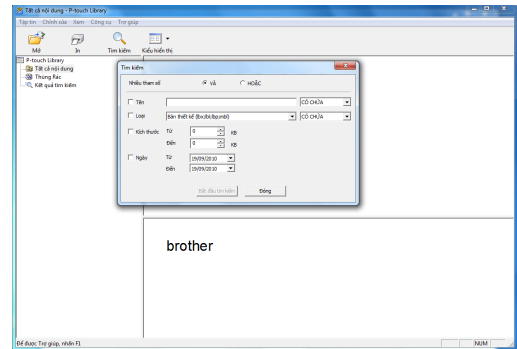 Tất cả nội dung - P-touch Library
Tập tin Chỉnh sửa Xem Công cụ Trợ giúp
Mở In Tìm kiếm Kiểu hiển thị
P-touch Library
Tất cả nội dung
Thùng Rác
Kết quả tìm kiếm
Tìm kiếm
Nhiều tham số VÀ HOẶC
Tên CÓ CHỨA
Loại Bản thiết kế (lbx;lbl;lbp;mbl) CÓ CHỨA
Kích thước Từ 0 KB
Đến 0 KB
Ngày Từ 19/09/2010
Đến 19/09/2010
Bắt đầu tìm kiếm Đóng
brother
Để được Trợ giúp, nhấn F1 NUM